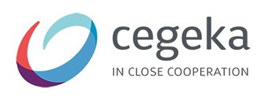 cegeka
IN CLOSE COOPERATION